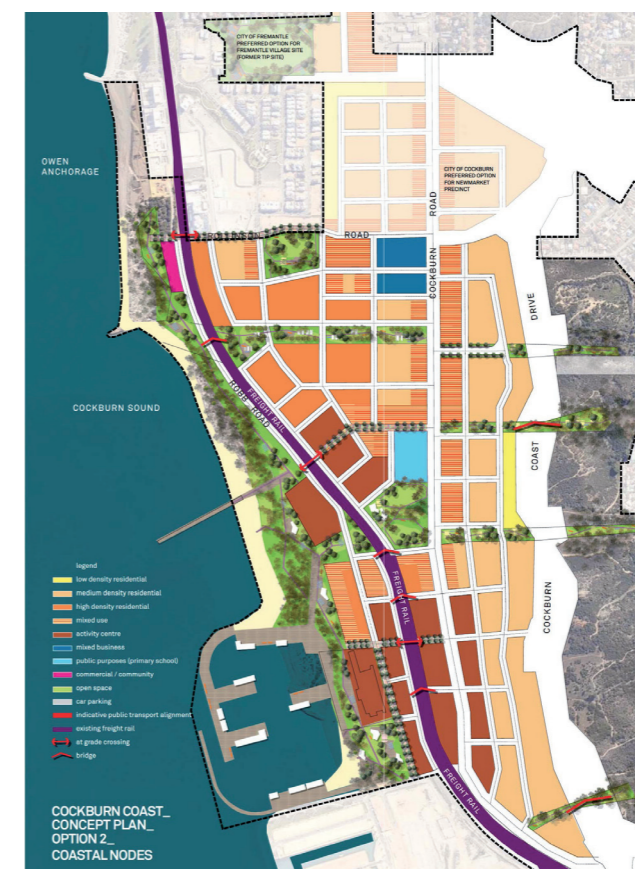 CITY OF FREMANTLE
PREFERRED OPTION FOR
FREMANTLE VILLAGE SITE
(FORMER TIP SITE)
OWEN
ANCHORAGE
CITY OF COCKBURN
PREFERRED OPTION
FOR NEWMARKET
PRECINCT
ROAD
ROAD
COCKBURN
DRIVE
COCKBURN SOUND
ROBB ROAD
FREIGHT RAIL
COAST
FREIGHT RAIL
COCKBURN
FREIGHT RAIL
legend
low density residential
medium density residential
high density residential
mixed use
activity centre
mixed business
public purposes (primary school)
commercial / community
open space
car parking
indicative public transport alignment
existing freight rail
at grade crossing
bridge
COCKBURN COAST_
CONCEPT PLAN_
OPTION 2_
COASTAL NODES